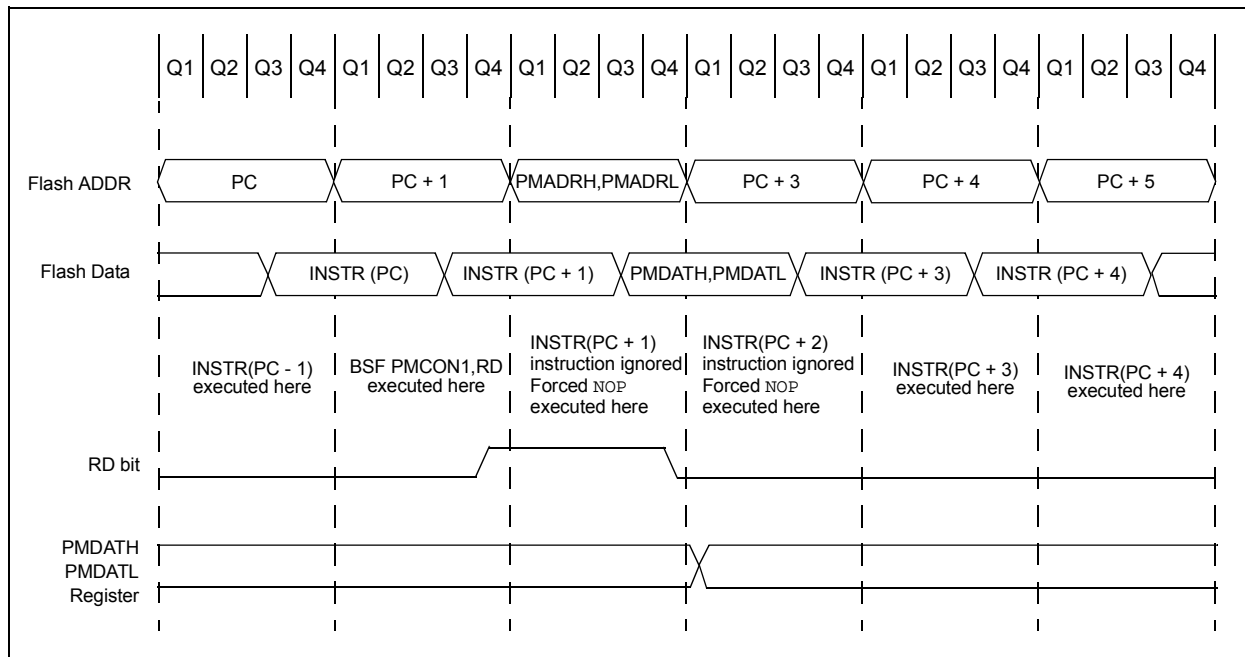 Q1 Q2 Q3 Q4 Q1 Q2 Q3 Q4 Q1 Q2 Q3 Q4 Q1 Q2 Q3 Q4 Q1 Q2 Q3 Q4 Q1 Q2 Q3 Q4
Flash ADDR PC PC + 1 PMADRH,PMADRL PC + 3 PC + 4 PC + 5
Flash Data INSTR (PC) INSTR (PC + 1) PMDATH,PMDATL INSTR (PC + 3) INSTR (PC + 4)
INSTR(PC - 1)
executed here
BSF PMCON1,RD
executed here
INSTR(PC + 1)
instruction ignored
Forced NOP
executed here
INSTR(PC + 2)
instruction ignored
Forced NOP
executed here
INSTR(PC + 3)
executed here
INSTR(PC + 4)
executed here
RD bit
PMDATH
PMDATL
Register